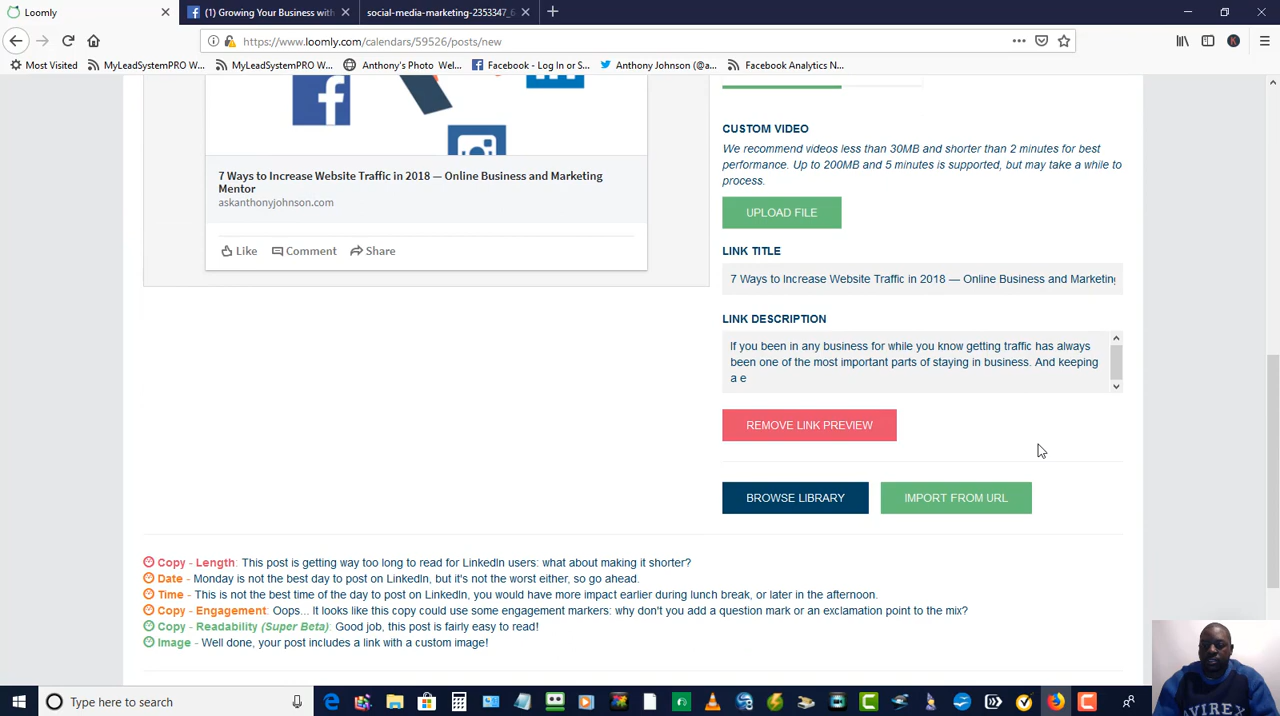 Loomly
(1) Growing Your Business with
social-media-marketing-2353347_6
https://www.loomly.com/calendars/59526/posts/new
Most Visited
MyLeadSystemPRO W...
MyLeadSystemPRO W...
Anthony's Photo Wel...
Facebook - Log In or S...
Anthony Johnson (@a...
Facebook Analytics N...
7 Ways to Increase Website Traffic in 2018 — Online Business and Marketing
Mentor
askanthonyjohnson.com
Like Comment Share
CUSTOM VIDEO
We recommend videos less than 30MB and shorter than 2 minutes for best
performance. Up to 200MB and 5 minutes is supported, but may take a while to
process.
UPLOAD FILE
LINK TITLE
7 Ways to Increase Website Traffic in 2018 — Online Business and Marketing
LINK DESCRIPTION
If you been in any business for while you know getting traffic has always
been one of the most important parts of staying in business. And keeping
a e
REMOVE LINK PREVIEW
BROWSE LIBRARY
IMPORT FROM URL
Copy - Length: This post is getting way too long to read for LinkedIn users: what about making it shorter?
Date - Monday is not the best day to post on LinkedIn, but it's not the worst either, so go ahead.
Time - This is not the best time of the day to post on LinkedIn, you would have more impact earlier during lunch break, or later in the afternoon.
Copy - Engagement: Oops... It looks like this copy could use some engagement markers: why don't you add a question mark or an exclamation point to the mix?
Copy - Readability (Super Beta): Good job, this post is fairly easy to read!
Image - Well done, your post includes a link with a custom image!
Type here to search
AVIREX